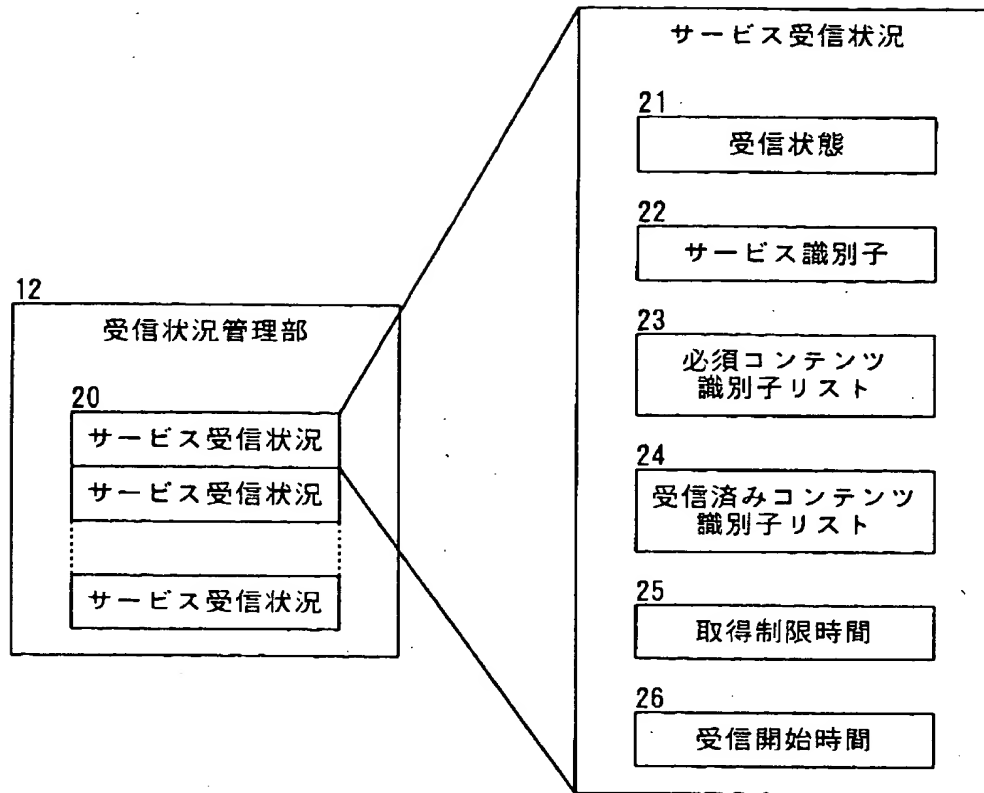 12
受信状況管理部
20
サービス受信状況
サービス受信状況
サービス受信状況
サービス受信状況
21
受信状態
22
サービス識別子
23
必須コンテンツ
識別子リスト
24
受信済みコンテンツ
識別子リスト
25
取得制限時間
26
受信開始時間